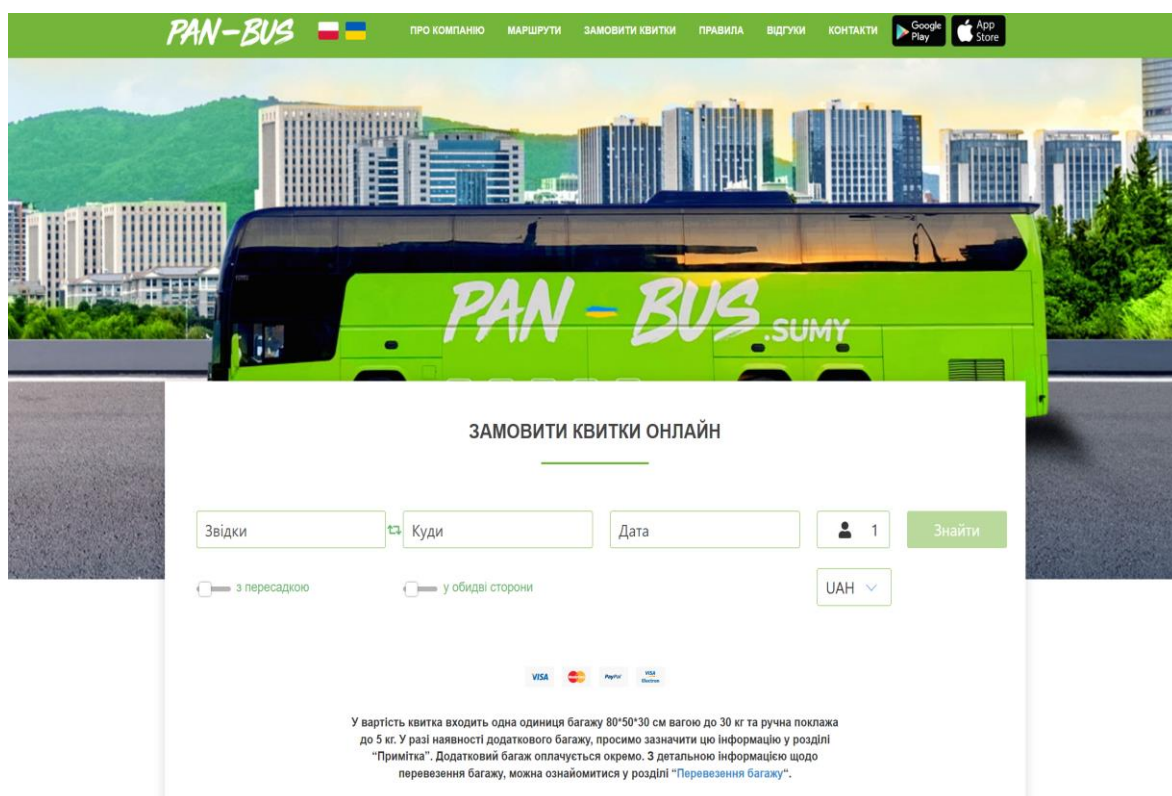 PAN-BUS
ПРО КОМПАНІЮ МАРШРУТИ ЗАМОВИТИ КВИТКИ ПРАВИЛА ВІДГУКИ КОНТАКТИ
Google Play
App Store
PAN - BUS.SUMY
ЗАМОВИТИ КВИТКИ ОНЛАЙН
Звідки Куди Дата 1 Знайти
з пересадкою у обидві сторони UAH
VISA MasterCard PayPal VISA Electron
У вартість квитка входить одна одиниця багажу 80*50*30 см вагою до 30 кг та ручна поклажа
до 5 кг. У разі наявності додаткового багажу, просимо зазначити цю інформацію у розділі
“Примітка”. Додатковий багаж оплачується окремо. З детальною інформацією щодо
перевезення багажу, можна ознайомитися у розділі “Перевезення багажу“.